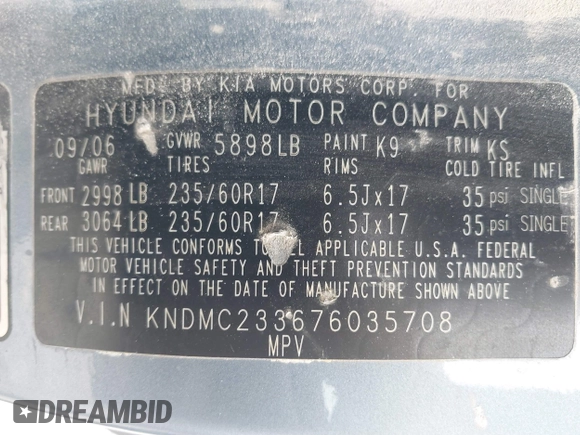 MFD BY KIA MOTORS CORP. FOR
HYUNDAI MOTOR COMPANY
09/06 GVWR 5898LB PAINT K9 TRIM KS
GAWR TIRES RIMS COLD TIRE INFL
FRONT 2998 LB 235/60R17 6.5Jx17 35 psi SINGLE
REAR 3064 LB 235/60R17 6.5Jx17 35 psi SINGLE
THIS VEHICLE CONFORMS TO APPLICABLE U.S.A. FEDERAL
MOTOR VEHICLE SAFETY AND THEFT PREVENTION STANDARDS
IN EFFECT ON THE DATE OF MANUFACTURE SHOWN ABOVE
V.I.N KNDMC233676035708
MPV
DREAMBID